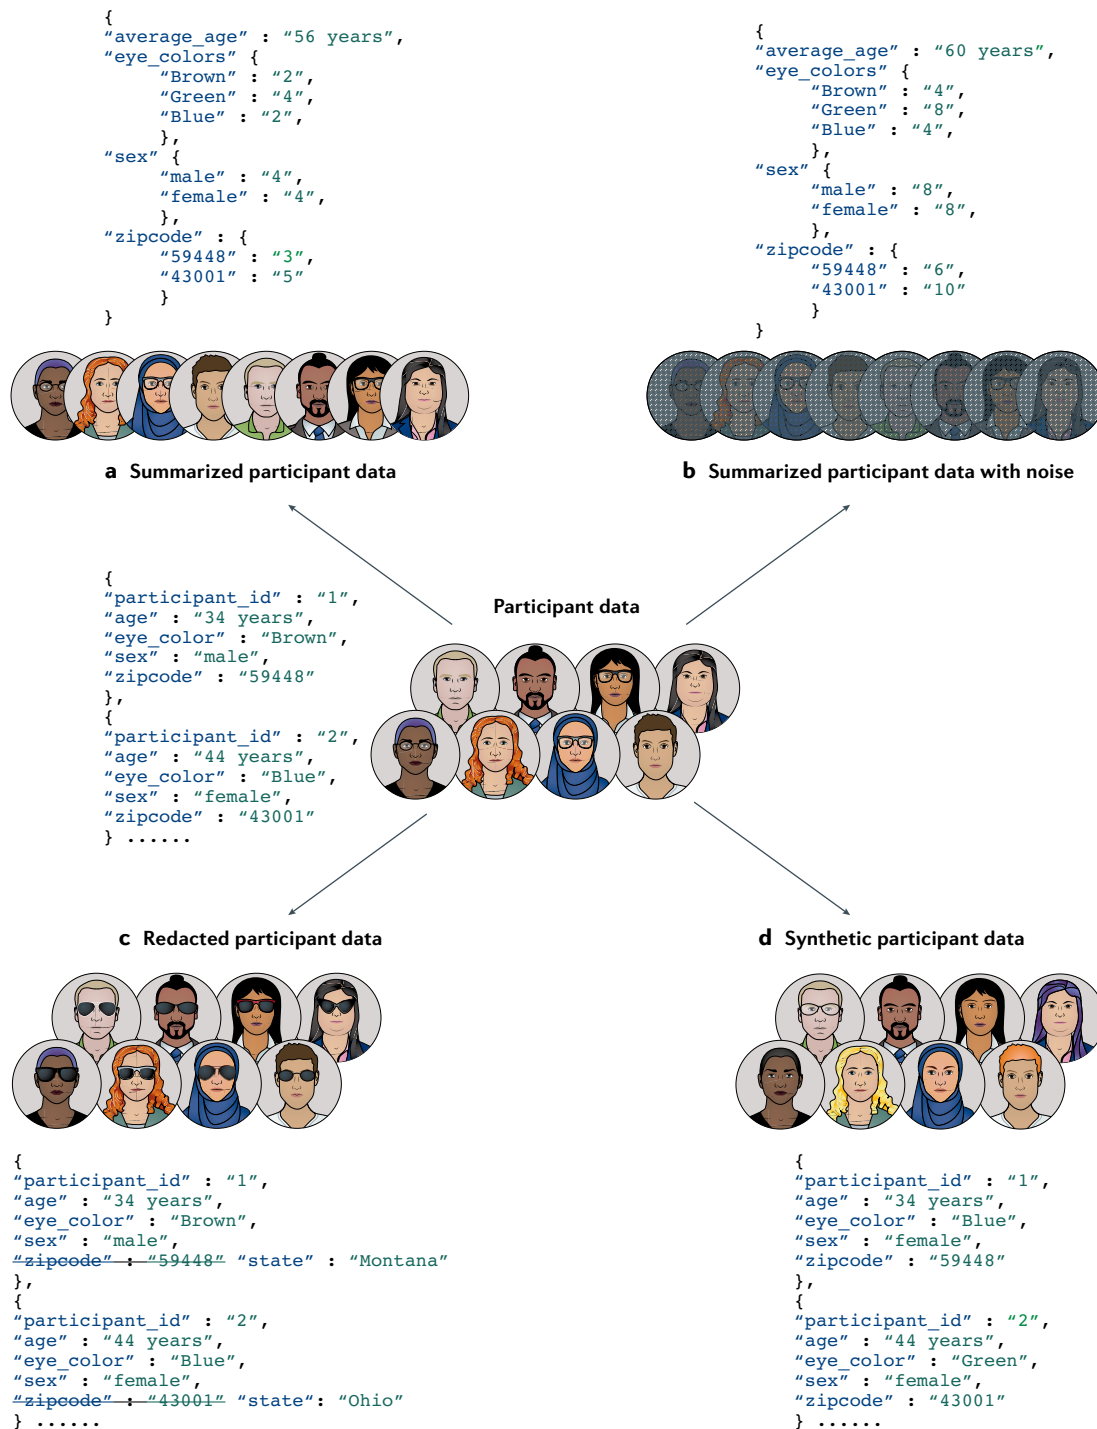 {
“average_age” : “56 years”,
“eye_colors” {
“Brown” : “2”,
“Green” : “4”,
“Blue” : “2”,
},
“sex” {
“male” : “4”,
“female” : “4”,
},
“zipcode” : {
“59448” : “3”,
“43001” : “5”
}
}
a Summarized participant data
{
“average_age” : “60 years”,
“eye_colors” {
“Brown” : “4”,
“Green” : “8”,
“Blue” : “4”,
},
“sex” {
“male” : “8”,
“female” : “8”,
},
“zipcode” : {
“59448” : “6”,
“43001” : “10”
}
}
b Summarized participant data with noise
{
“participant_id” : “1”,
“age” : “34 years”,
“eye_color” : “Brown”,
“sex” : “male”,
“zipcode” : “59448”
},
{
“participant_id” : “2”,
“age” : “44 years”,
“eye_color” : “Blue”,
“sex” : “female”,
“zipcode” : “43001”
} ......
Participant data
c Redacted participant data
{
“participant_id” : “1”,
“age” : “34 years”,
“eye_color” : “Brown”,
“sex” : “male”,
“zipcode” : “59448” “state” : “Montana”
},
{
“participant_id” : “2”,
“age” : “44 years”,
“eye_color” : “Blue”,
“sex” : “female”,
“zipcode” : “43001” “state“: “Ohio”
} ......
d Synthetic participant data
{
“participant_id” : “1”,
“age” : “34 years”,
“eye_color” : “Blue”,
“sex” : “female”,
“zipcode” : “59448”
},
{
“participant_id” : “2”,
“age” : “44 years”,
“eye_color” : “Green”,
“sex” : “female”,
“zipcode” : “43001”
} ......